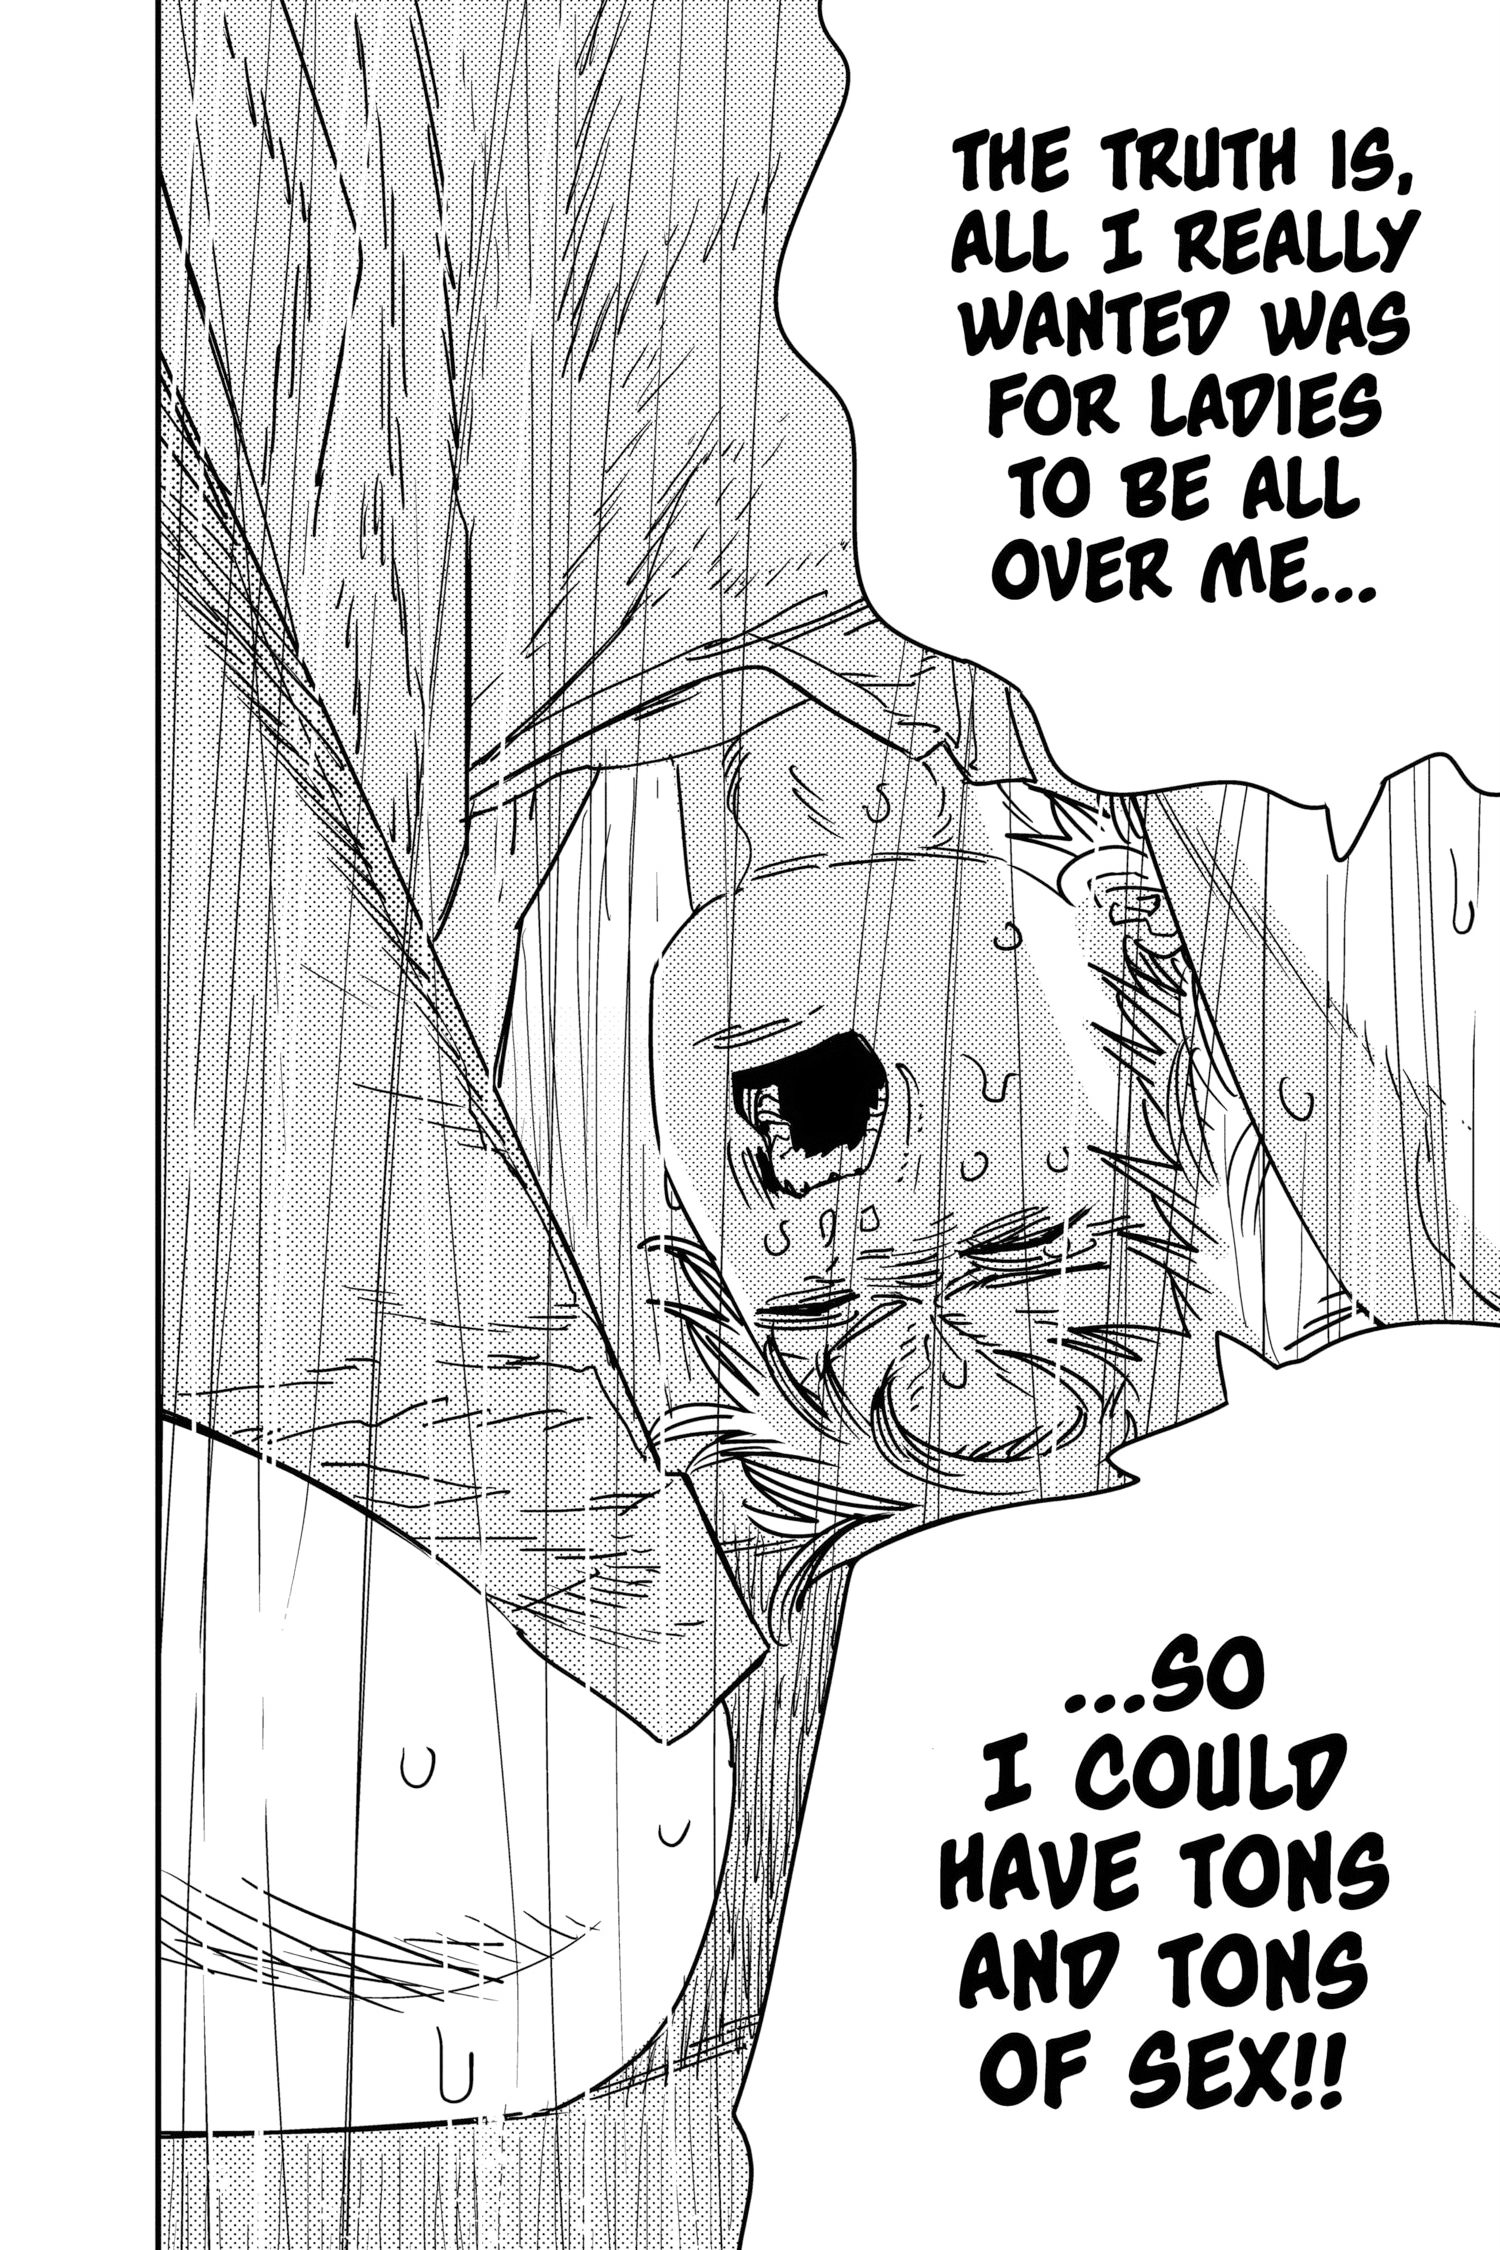 THE TRUTH IS,
ALL I REALLY
WANTED WAS
FOR LADIES
TO BE ALL
OVER ME...
...SO
I COULD
HAVE TONS
AND TONS
OF SEX!!